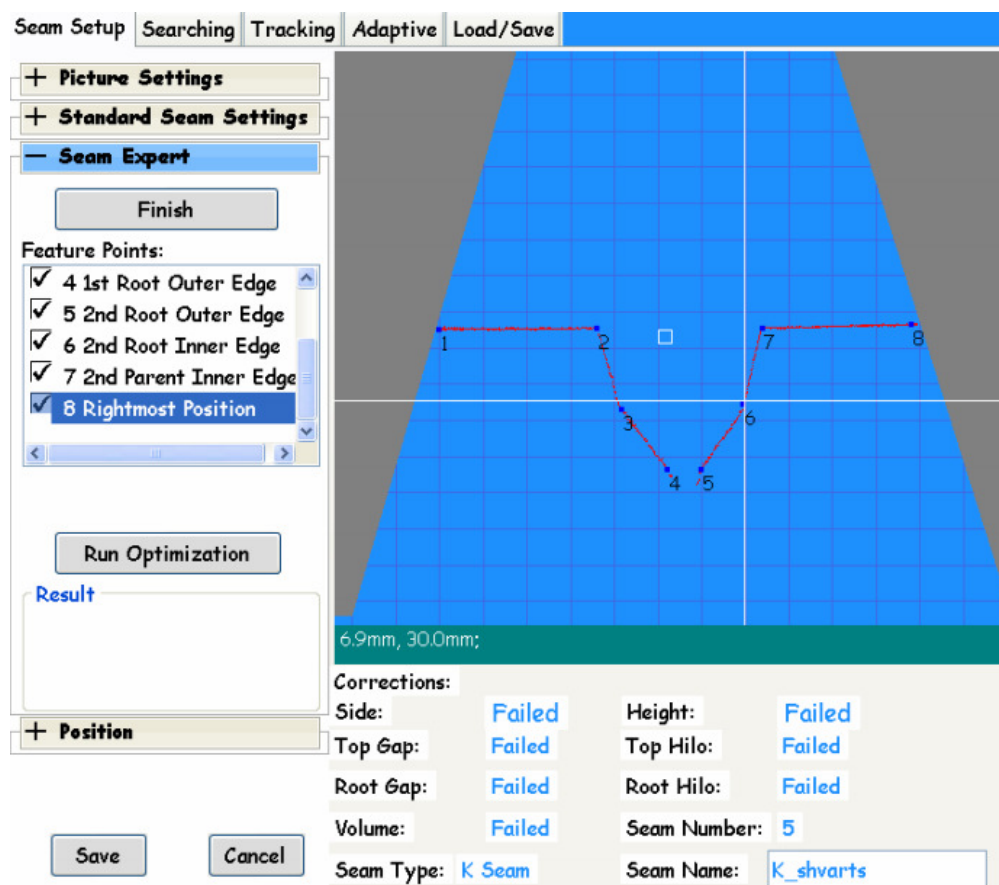 Seam Setup Searching Tracking Adaptive Load/Save
+ Picture Settings
+ Standard Seam Settings
— Seam Expert
Finish
Feature Points:
4 1st Root Outer Edge
5 2nd Root Outer Edge
6 2nd Root Inner Edge
7 2nd Parent Inner Edge
8 Rightmost Position
Run Optimization
Result
+ Position
Save Cancel
1 2 7 8
3 6
4 5
6.9mm, 30.0mm;
Corrections:
Side: Failed Height: Failed
Top Gap: Failed Top Hilo: Failed
Root Gap: Failed Root Hilo: Failed
Volume: Failed Seam Number: 5
Seam Type: K Seam Seam Name: K_shvarts